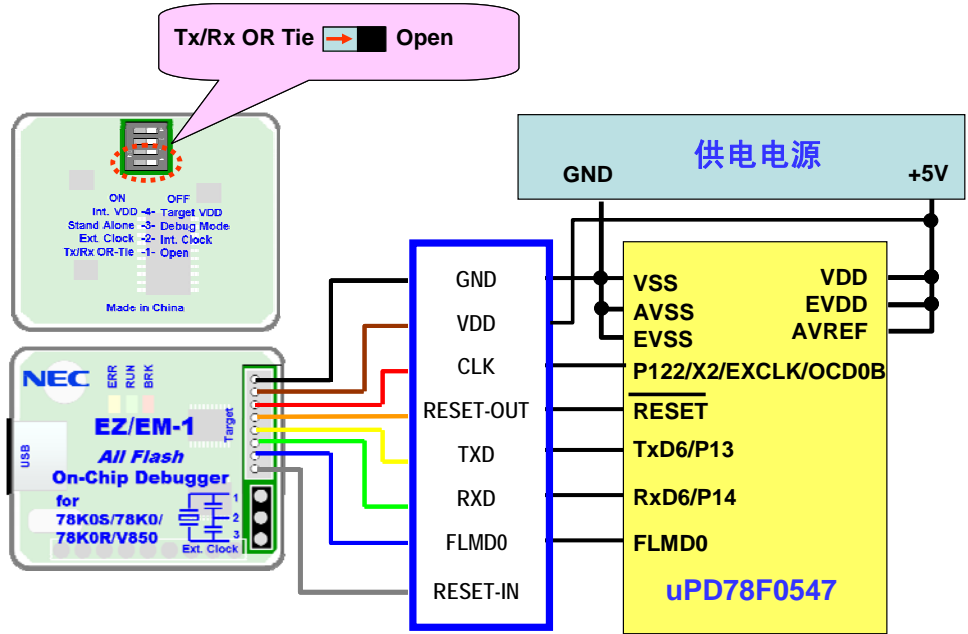 Tx/Rx OR Tie Open
ON OFF
Int. VDD -4- Target VDD
Stand Alone -3- Debug Mode
Ext. Clock -2- Int. Clock
Tx/Rx OR-Tie -1- Open
Made in China
NEC
ERR
RUN
BRK
USB
Target
EZ/EM-1
All Flash
On-Chip Debugger
for
78K0S/78K0/
78K0R/V850
1
2
3
Ext. Clock
GND
VDD
CLK
RESET-OUT
TXD
RXD
FLMD0
RESET-IN
供电电源
GND
+5V
VSS
AVSS
EVSS
VDD
EVDD
AVREF
P122/X2/EXCLK/OCD0B
RESET
TxD6/P13
RxD6/P14
FLMD0
uPD78F0547